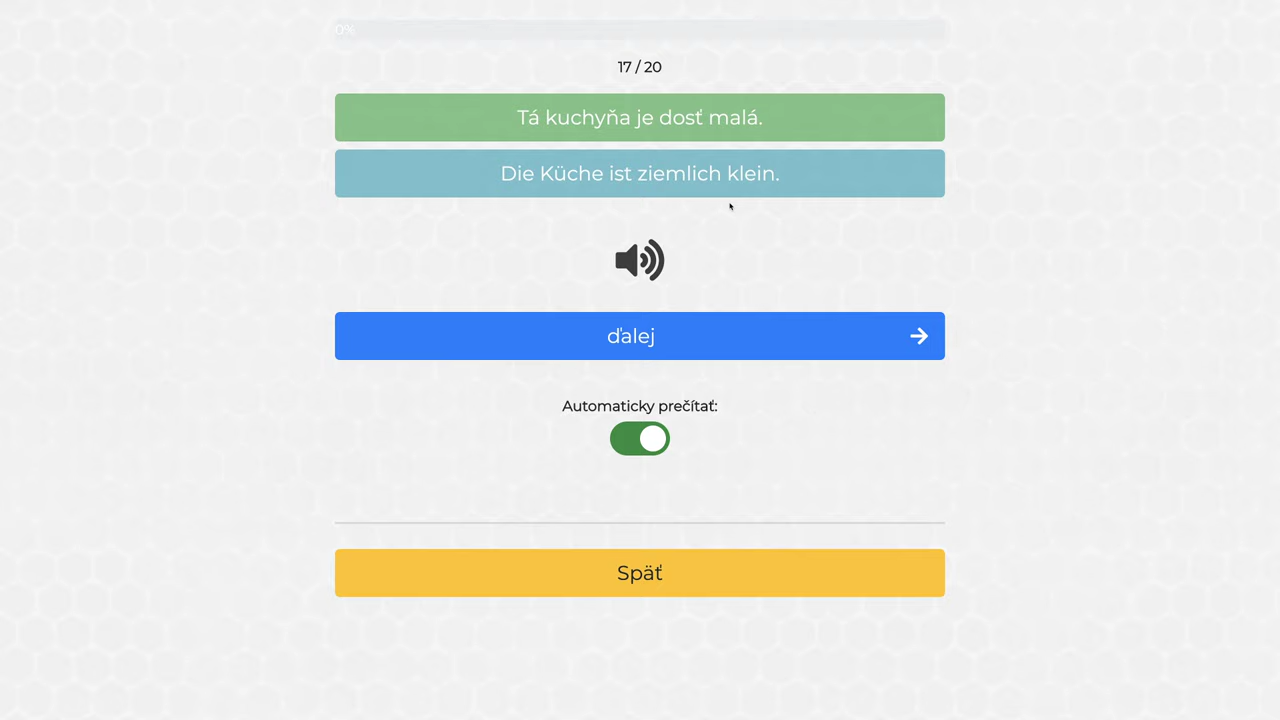 0%
17 / 20
Tá kuchyňa je dosť malá.
Die Küche ist ziemlich klein.
ďalej
Automaticky prečítať:
Späť